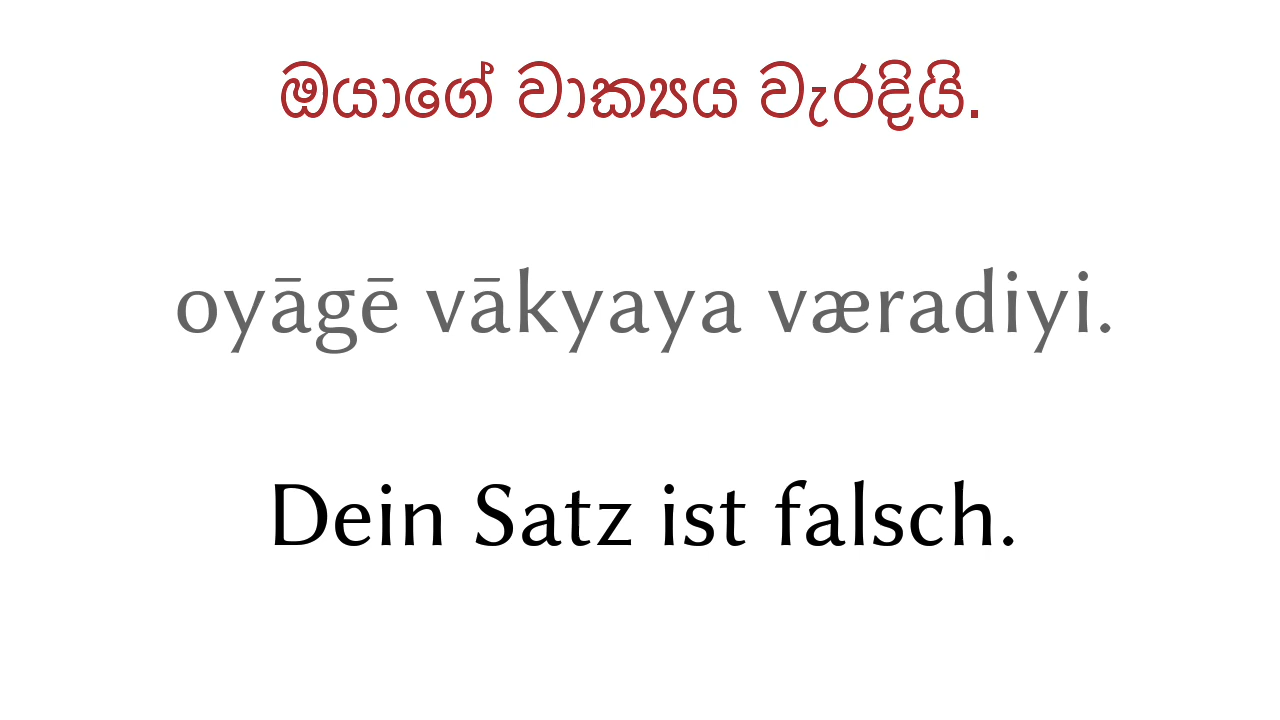 ඔයාගේ වාක්‍යය වැරදියි.
oyāgē vākyaya væradiyi.
Dein Satz ist falsch.